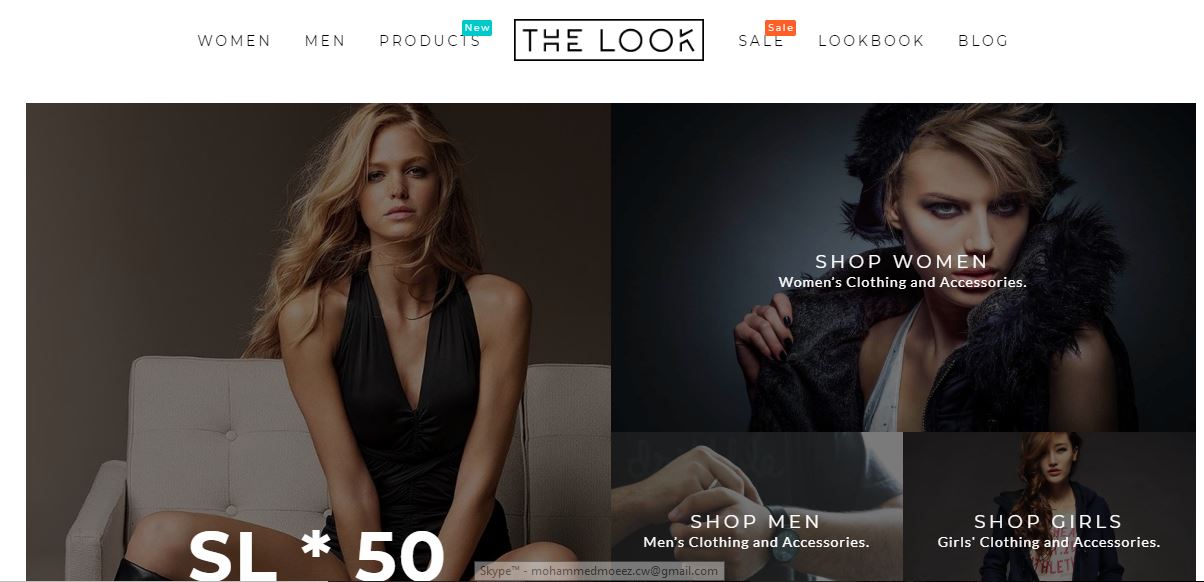 WOMEN MEN PRODUCTS New THE LOOK SALE Sale LOOKBOOK BLOG
SHOP WOMEN
Women's Clothing and Accessories.
SHOP MEN
Men's Clothing and Accessories.
SHOP GIRLS
Girls' Clothing and Accessories.
SL * 50
Skype™ - mohammedmoeez.cw@gmail.com